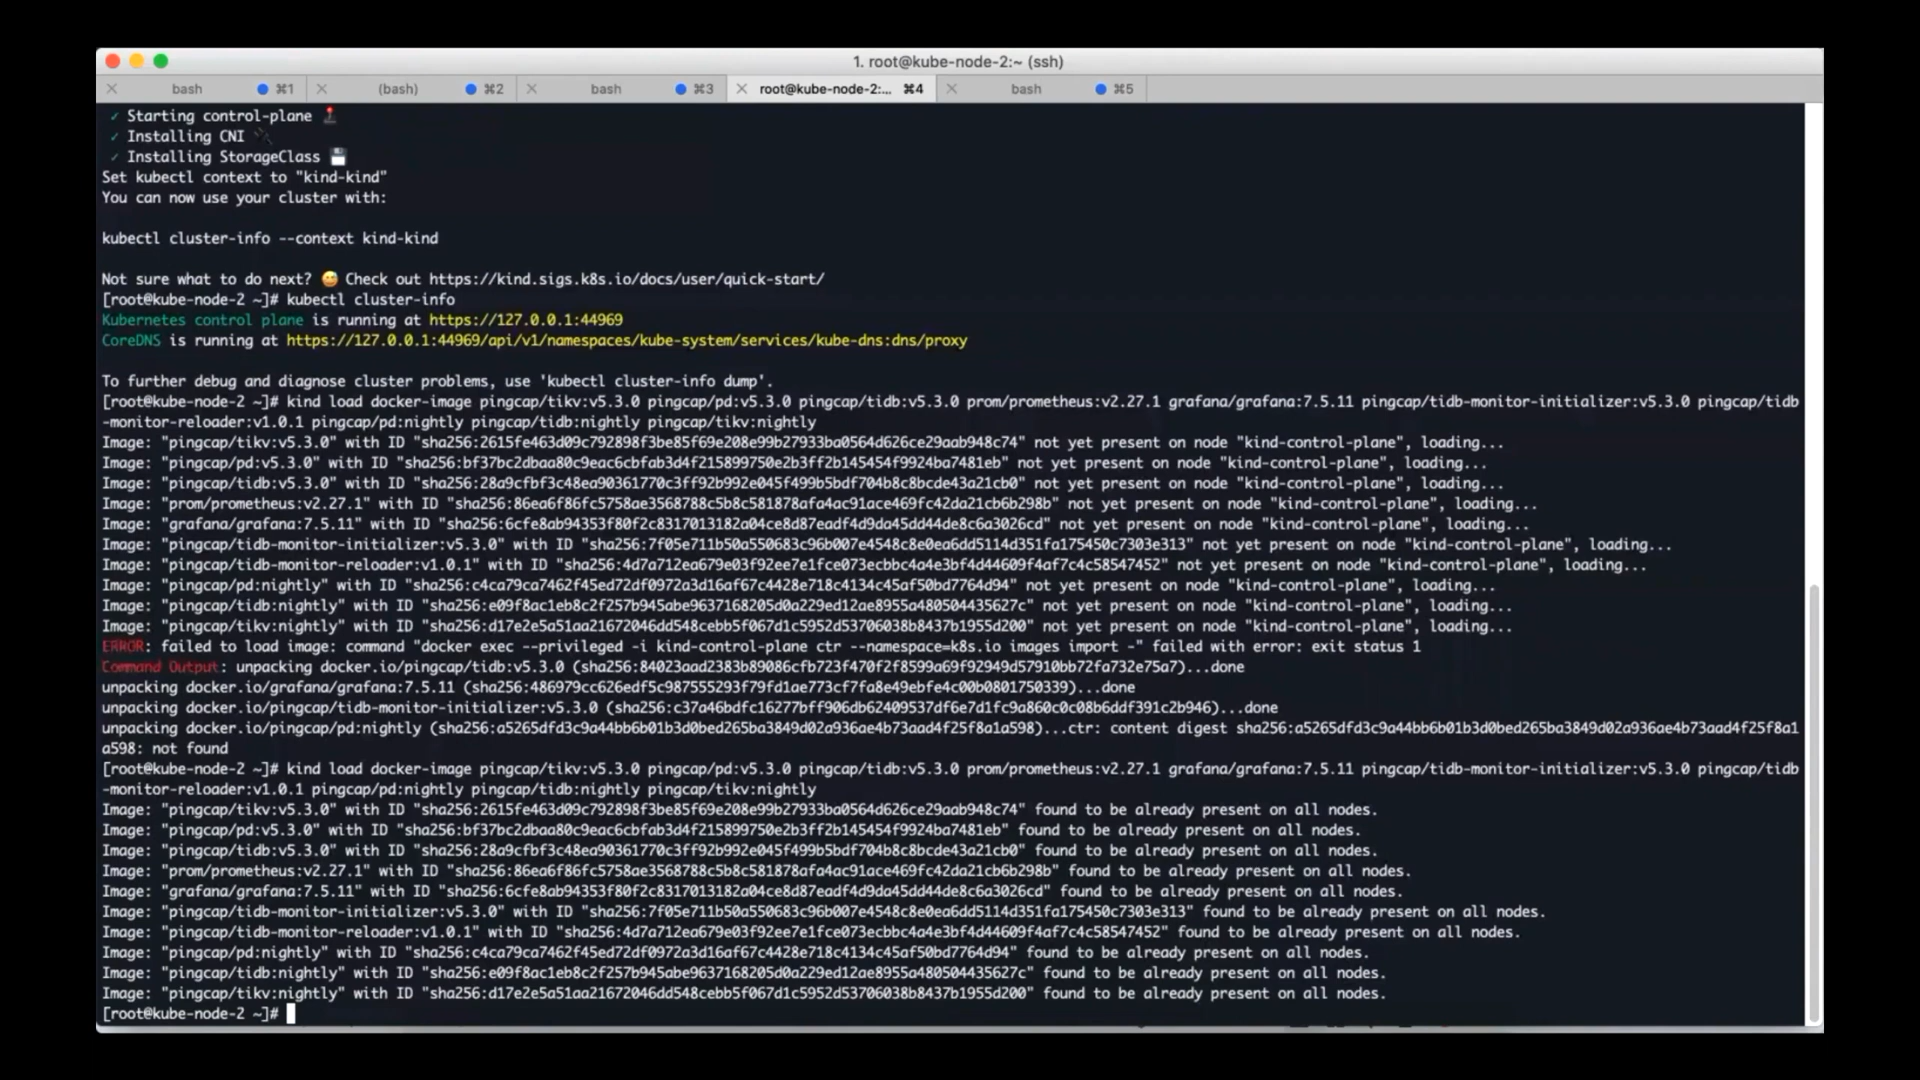 1. root@kube-node-2:~ (ssh)
bash ⌘1 (bash) ⌘2 bash ⌘3 root@kube-node-2:... ⌘4 bash ⌘5
✓ Starting control-plane 🕹️
✓ Installing CNI 🔌
✓ Installing StorageClass 💾
Set kubectl context to "kind-kind"
You can now use your cluster with:
kubectl cluster-info --context kind-kind
Not sure what to do next? 😅 Check out https://kind.sigs.k8s.io/docs/user/quick-start/
[root@kube-node-2 ~]# kubectl cluster-info
Kubernetes control plane is running at https://127.0.0.1:44969
CoreDNS is running at https://127.0.0.1:44969/api/v1/namespaces/kube-system/services/kube-dns:dns/proxy
To further debug and diagnose cluster problems, use 'kubectl cluster-info dump'.
[root@kube-node-2 ~]# kind load docker-image pingcap/tikv:v5.3.0 pingcap/pd:v5.3.0 pingcap/tidb:v5.3.0 prom/prometheus:v2.27.1 grafana/grafana:7.5.11 pingcap/tidb-monitor-initializer:v5.3.0 pingcap/tidb
-monitor-reloader:v1.0.1 pingcap/pd:nightly pingcap/tidb:nightly pingcap/tikv:nightly
Image: "pingcap/tikv:v5.3.0" with ID "sha256:2615fe463d09c792898f3be85f69e208e99b27933ba0564d626ce29aab948c74" not yet present on node "kind-control-plane", loading...
Image: "pingcap/pd:v5.3.0" with ID "sha256:bf37bc2dbaa80c9eac6cbfab3d4f215899750e2b3ff2b145454f9924ba7481eb" not yet present on node "kind-control-plane", loading...
Image: "pingcap/tidb:v5.3.0" with ID "sha256:28a9cfbf3c48ea90361770c3ff92b992e045f499b5bdf704b8c8bcde43a21cb0" not yet present on node "kind-control-plane", loading...
Image: "prom/prometheus:v2.27.1" with ID "sha256:86ea6f86fc5758ae3568788c5b8c581878afa4ac91ace469fc42da21cb6b298b" not yet present on node "kind-control-plane", loading...
Image: "grafana/grafana:7.5.11" with ID "sha256:6cfe8ab94353f80f2c8317013182a04ce8d87eadf4d9da45dd44de8c6a3026cd" not yet present on node "kind-control-plane", loading...
Image: "pingcap/tidb-monitor-initializer:v5.3.0" with ID "sha256:7f05e711b50a550683c96b007e4548c8e0ea6dd5114d351fa175450c7303e313" not yet present on node "kind-control-plane", loading...
Image: "pingcap/tidb-monitor-reloader:v1.0.1" with ID "sha256:4d7a712ea679e03f92ee7e1fce073ecbbc4a4e3bf4d44609f4af7c4c58547452" not yet present on node "kind-control-plane", loading...
Image: "pingcap/pd:nightly" with ID "sha256:c4ca79ca7462f45ed72df0972a3d16af67c4428e718c4134c45af50bd7764d94" not yet present on node "kind-control-plane", loading...
Image: "pingcap/tidb:nightly" with ID "sha256:e09f8ac1eb8c2f257b945abe9637168205d0a229ed12ae8955a480504435627c" not yet present on node "kind-control-plane", loading...
Image: "pingcap/tikv:nightly" with ID "sha256:d17e2e5a51aa21672046dd548cebb5f067d1c5952d53706038b8437b1955d200" not yet present on node "kind-control-plane", loading...
ERROR: failed to load image: command "docker exec --privileged -i kind-control-plane ctr --namespace=k8s.io images import -" failed with error: exit status 1
Command Output: unpacking docker.io/pingcap/tidb:v5.3.0 (sha256:84023aad2383b89086cfb723f470f2f8599a69f92949d57910bb72fa732e75a7)...done
unpacking docker.io/grafana/grafana:7.5.11 (sha256:486979cc626edf5c987555293f79fd1ae773cf7fa8e49ebfe4c00b0801750339)...done
unpacking docker.io/pingcap/tidb-monitor-initializer:v5.3.0 (sha256:c37a46bdfc16277bff906db62409537df6e7d1fc9a860c0c08b6ddf391c2b946)...done
unpacking docker.io/pingcap/pd:nightly (sha256:a5265dfd3c9a44bb6b01b3d0bed265ba3849d02a936ae4b73aad4f25f8a1a598)...ctr: content digest sha256:a5265dfd3c9a44bb6b01b3d0bed265ba3849d02a936ae4b73aad4f25f8a1
a598: not found
[root@kube-node-2 ~]# kind load docker-image pingcap/tikv:v5.3.0 pingcap/pd:v5.3.0 pingcap/tidb:v5.3.0 prom/prometheus:v2.27.1 grafana/grafana:7.5.11 pingcap/tidb-monitor-initializer:v5.3.0 pingcap/tidb
-monitor-reloader:v1.0.1 pingcap/pd:nightly pingcap/tidb:nightly pingcap/tikv:nightly
Image: "pingcap/tikv:v5.3.0" with ID "sha256:2615fe463d09c792898f3be85f69e208e99b27933ba0564d626ce29aab948c74" found to be already present on all nodes.
Image: "pingcap/pd:v5.3.0" with ID "sha256:bf37bc2dbaa80c9eac6cbfab3d4f215899750e2b3ff2b145454f9924ba7481eb" found to be already present on all nodes.
Image: "pingcap/tidb:v5.3.0" with ID "sha256:28a9cfbf3c48ea90361770c3ff92b992e045f499b5bdf704b8c8bcde43a21cb0" found to be already present on all nodes.
Image: "prom/prometheus:v2.27.1" with ID "sha256:86ea6f86fc5758ae3568788c5b8c581878afa4ac91ace469fc42da21cb6b298b" found to be already present on all nodes.
Image: "grafana/grafana:7.5.11" with ID "sha256:6cfe8ab94353f80f2c8317013182a04ce8d87eadf4d9da45dd44de8c6a3026cd" found to be already present on all nodes.
Image: "pingcap/tidb-monitor-initializer:v5.3.0" with ID "sha256:7f05e711b50a550683c96b007e4548c8e0ea6dd5114d351fa175450c7303e313" found to be already present on all nodes.
Image: "pingcap/tidb-monitor-reloader:v1.0.1" with ID "sha256:4d7a712ea679e03f92ee7e1fce073ecbbc4a4e3bf4d44609f4af7c4c58547452" found to be already present on all nodes.
Image: "pingcap/pd:nightly" with ID "sha256:c4ca79ca7462f45ed72df0972a3d16af67c4428e718c4134c45af50bd7764d94" found to be already present on all nodes.
Image: "pingcap/tidb:nightly" with ID "sha256:e09f8ac1eb8c2f257b945abe9637168205d0a229ed12ae8955a480504435627c" found to be already present on all nodes.
Image: "pingcap/tikv:nightly" with ID "sha256:d17e2e5a51aa21672046dd548cebb5f067d1c5952d53706038b8437b1955d200" found to be already present on all nodes.
[root@kube-node-2 ~]#